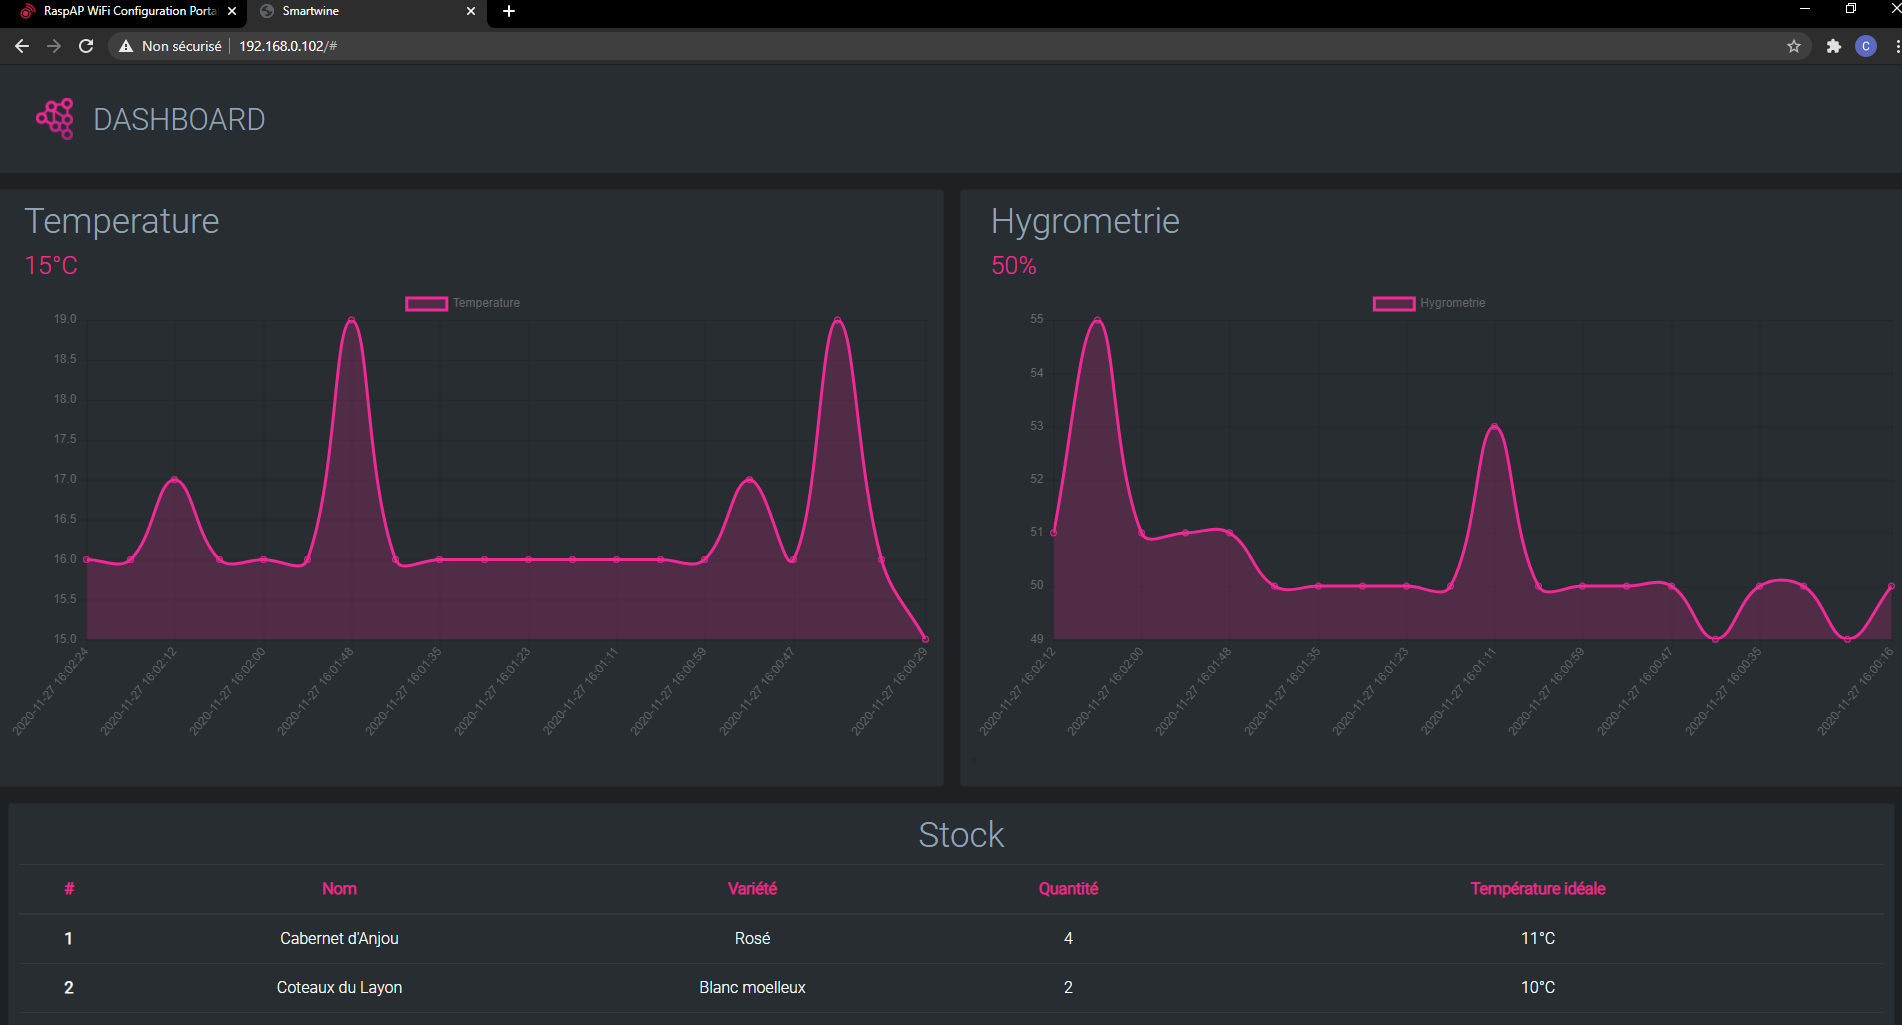 RaspAP WiFi Configuration Porta
Smartwine
Non sécurisé
192.168.0.102/#
C
DASHBOARD
Temperature
15°C
Temperature
19.0
18.5
18.0
17.5
17.0
16.5
16.0
15.5
15.0
2020-11-27 16:02:24
2020-11-27 16:02:12
2020-11-27 16:02:00
2020-11-27 16:01:48
2020-11-27 16:01:35
2020-11-27 16:01:23
2020-11-27 16:01:11
2020-11-27 16:00:59
2020-11-27 16:00:47
2020-11-27 16:00:29
Hygrometrie
50%
Hygrometrie
55
54
53
52
51
50
49
2020-11-27 16:02:12
2020-11-27 16:02:00
2020-11-27 16:01:48
2020-11-27 16:01:35
2020-11-27 16:01:23
2020-11-27 16:01:11
2020-11-27 16:00:59
2020-11-27 16:00:47
2020-11-27 16:00:35
2020-11-27 16:00:16
Stock
# Nom Variété Quantité Température idéale
1 Cabernet d'Anjou Rosé 4 11°C
2 Coteaux du Layon Blanc moelleux 2 10°C